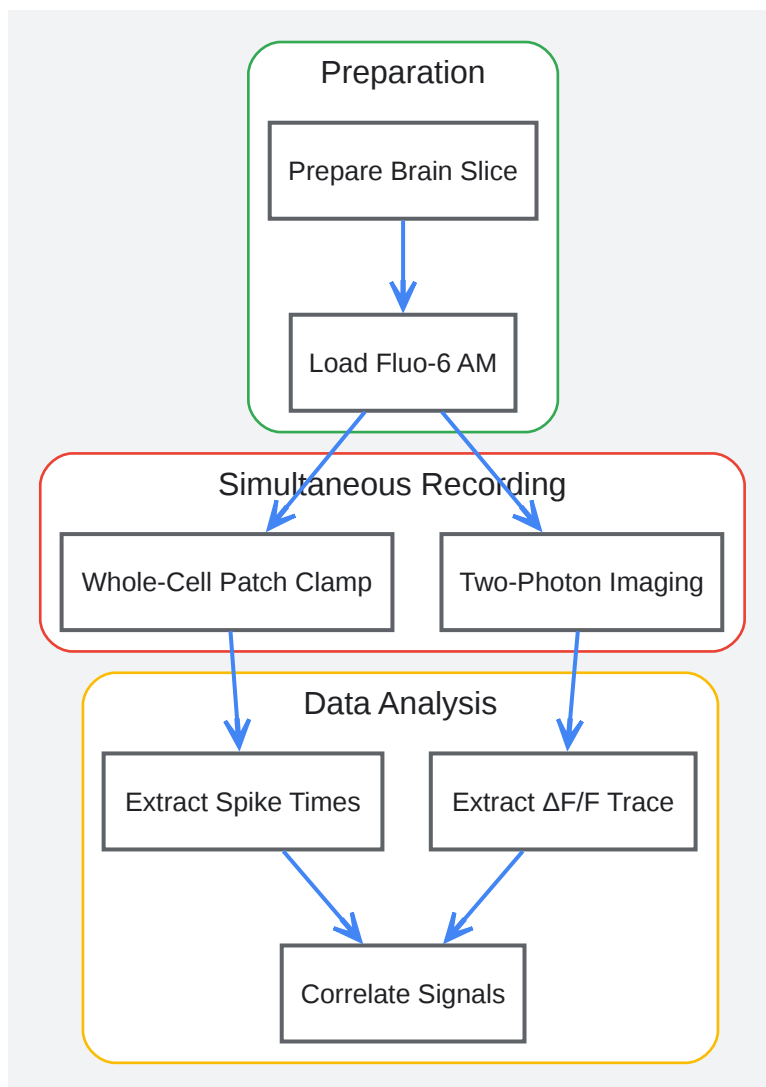 Preparation
Prepare Brain Slice
Load Fluo-6 AM
Simultaneous Recording
Whole-Cell Patch Clamp
Two-Photon Imaging
Data Analysis
Extract Spike Times
Extract ΔF/F Trace
Correlate Signals